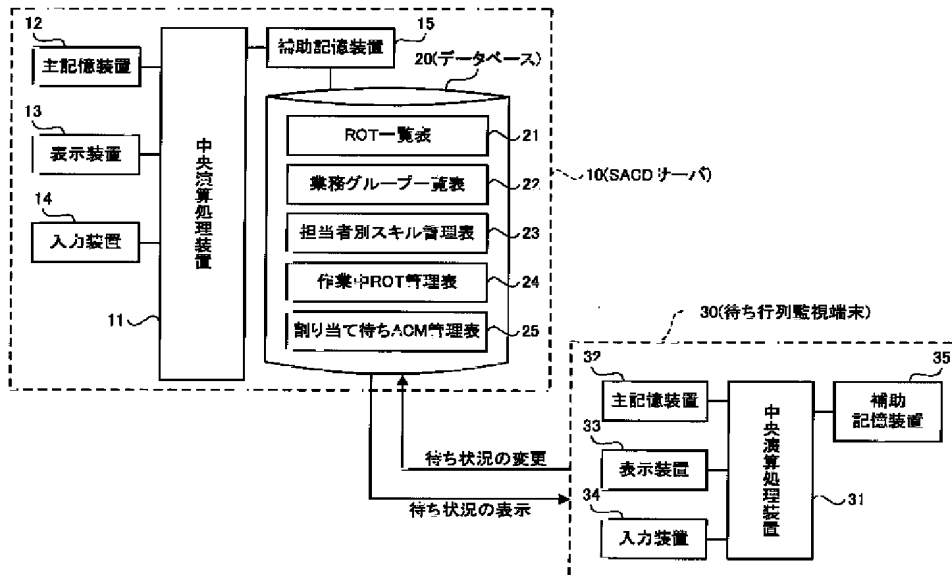 12
主記憶装置
13
表示装置
14
入力装置
中央演算処理装置
11
15
補助記憶装置
20(データベース)
ROT一覧表
21
業務グループ一覧表
22
担当者別スキル管理表
23
作業中ROT管理表
24
割り当て待ちACM管理表
25
10(SACDサーバ)
待ち状況の変更
待ち状況の表示
30(待ち行列監視端末)
32
主記憶装置
33
表示装置
34
入力装置
中央演算処理装置
31
35
補助
記憶装置